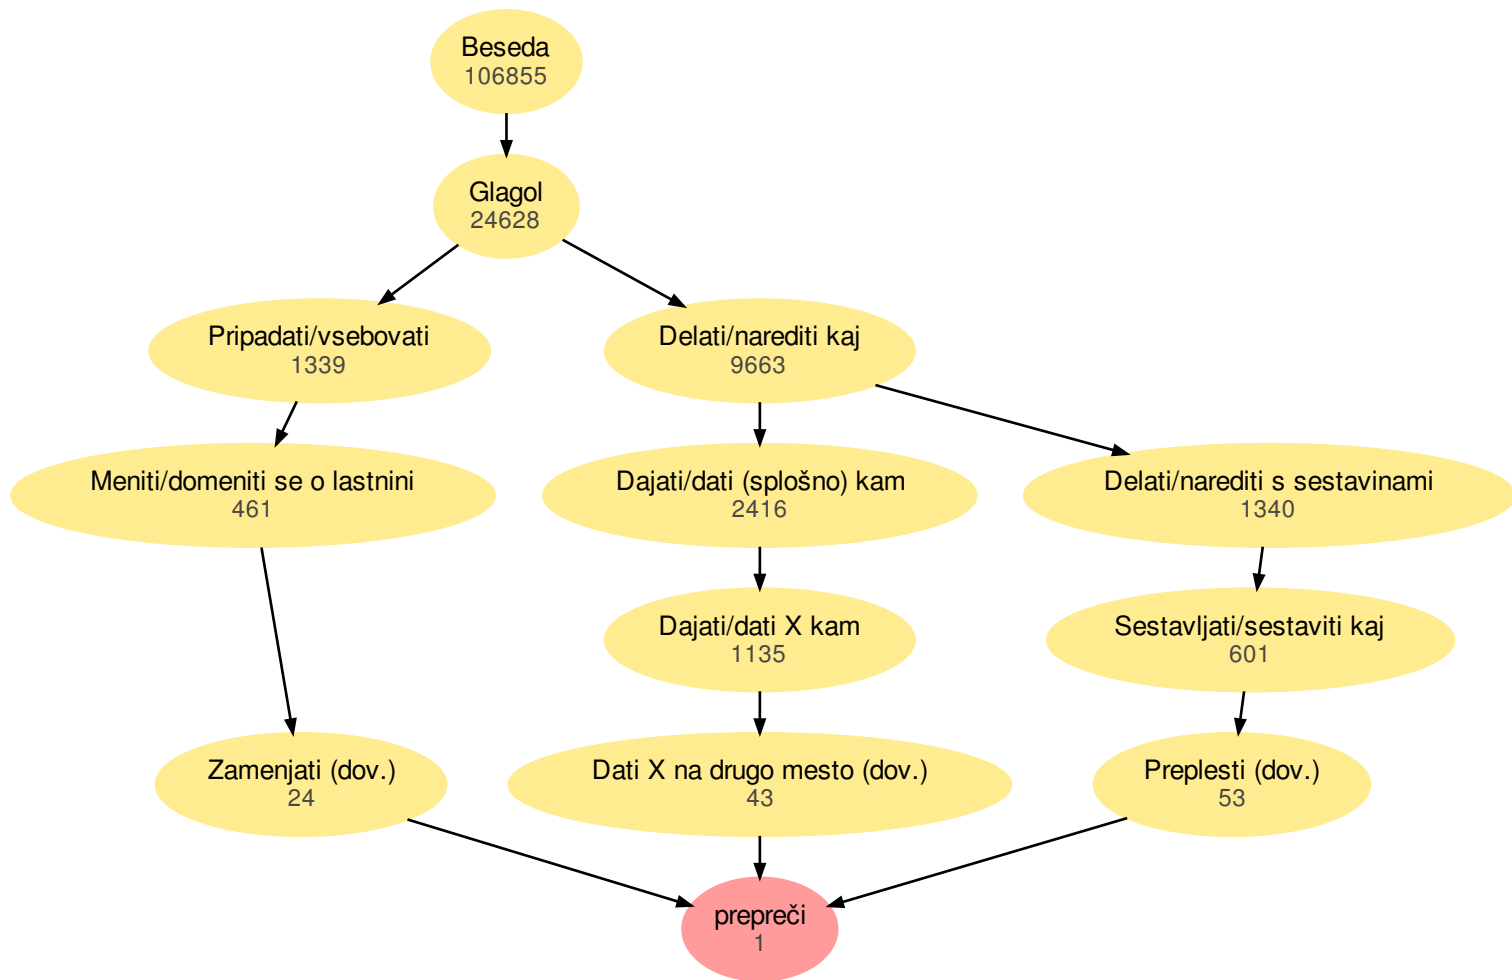 Beseda
106855
Glagol
24628
Pripadati/vsebovati
1339
Delati/narediti kaj
9663
Meniti/domeniti se o lastnini
461
Dajati/dati (splošno) kam
2416
Delati/narediti s sestavinami
1340
Dajati/dati X kam
1135
Sestavljati/sestaviti kaj
601
Zamenjati (dov.)
24
Dati X na drugo mesto (dov.)
43
Preplesti (dov.)
53
prepreči
1